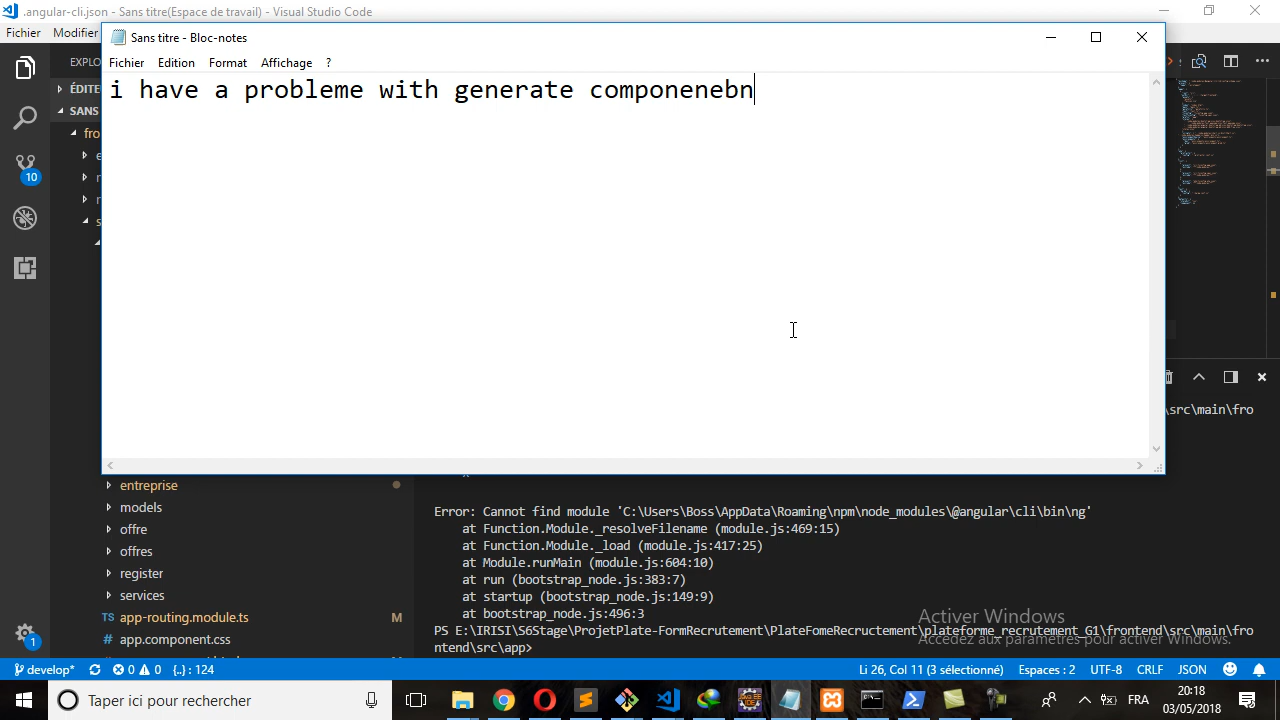 .angular-cli.json - Sans titre(Espace de travail) - Visual Studio Code
Fichier Modifier
Sans titre - Bloc-notes
Fichier Edition Format Affichage ?
i have a probleme with generate componenebn
EXPLO
ÉDITE
SANS
fro
e
r
r
s
10
\src\main\fro
entreprise
models
offre
offres
register
services
TS app-routing.module.ts M
# app.component.css
Error: Cannot find module 'C:\Users\Boss\AppData\Roaming\npm\node_modules\@angular\cli\bin\ng'
at Function.Module._resolveFilename (module.js:469:15)
at Function.Module._load (module.js:417:25)
at Module.runMain (module.js:604:10)
at run (bootstrap_node.js:383:7)
at startup (bootstrap_node.js:149:9)
at bootstrap_node.js:496:3
PS E:\IRISI\S6Stage\ProjetPlate-FormRecrutement\PlateFomeRecructement\plateforme_recrutement_G1\frontend\src\main\fro
ntend\src\app>
Activer Windows
Accédez aux paramètres pour activer Windows.
1
develop* 0 0 {..} : 124 Li 26, Col 11 (3 sélectionné) Espaces : 2 UTF-8 CRLF JSON
Taper ici pour rechercher
FRA
20:18
03/05/2018